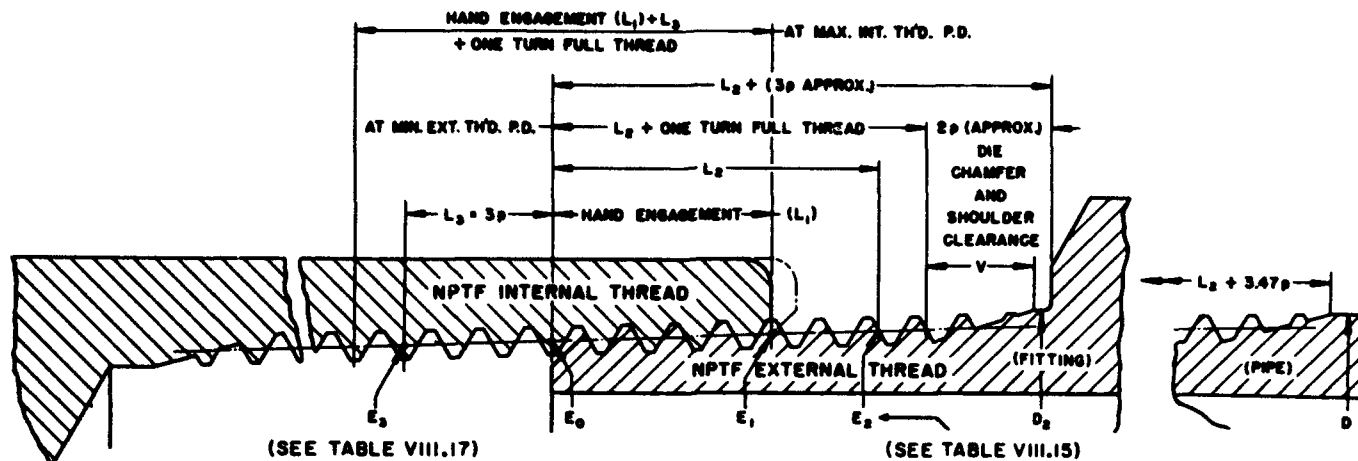 HAND ENGAGEMENT (L₁) + L₃
+ ONE TURN FULL THREAD
AT MAX. INT. TH'D. P.D.
L₂ + (3p APPROX.)
AT MIN. EXT. TH'D. P.D.
L₂ + ONE TURN FULL THREAD
2p (APPROX.)
DIE
CHAMFER
AND
SHOULDER
CLEARANCE
L₂
L₃ = 3p
HAND ENGAGEMENT
(L₁)
V
L₂ + 3.47p
NPTF INTERNAL THREAD
NPTF EXTERNAL THREAD
(FITTING)
(PIPE)
E₃
E₀
E₁
E₂
D₂
D
(SEE TABLE VIII.17)
(SEE TABLE VIII.15)